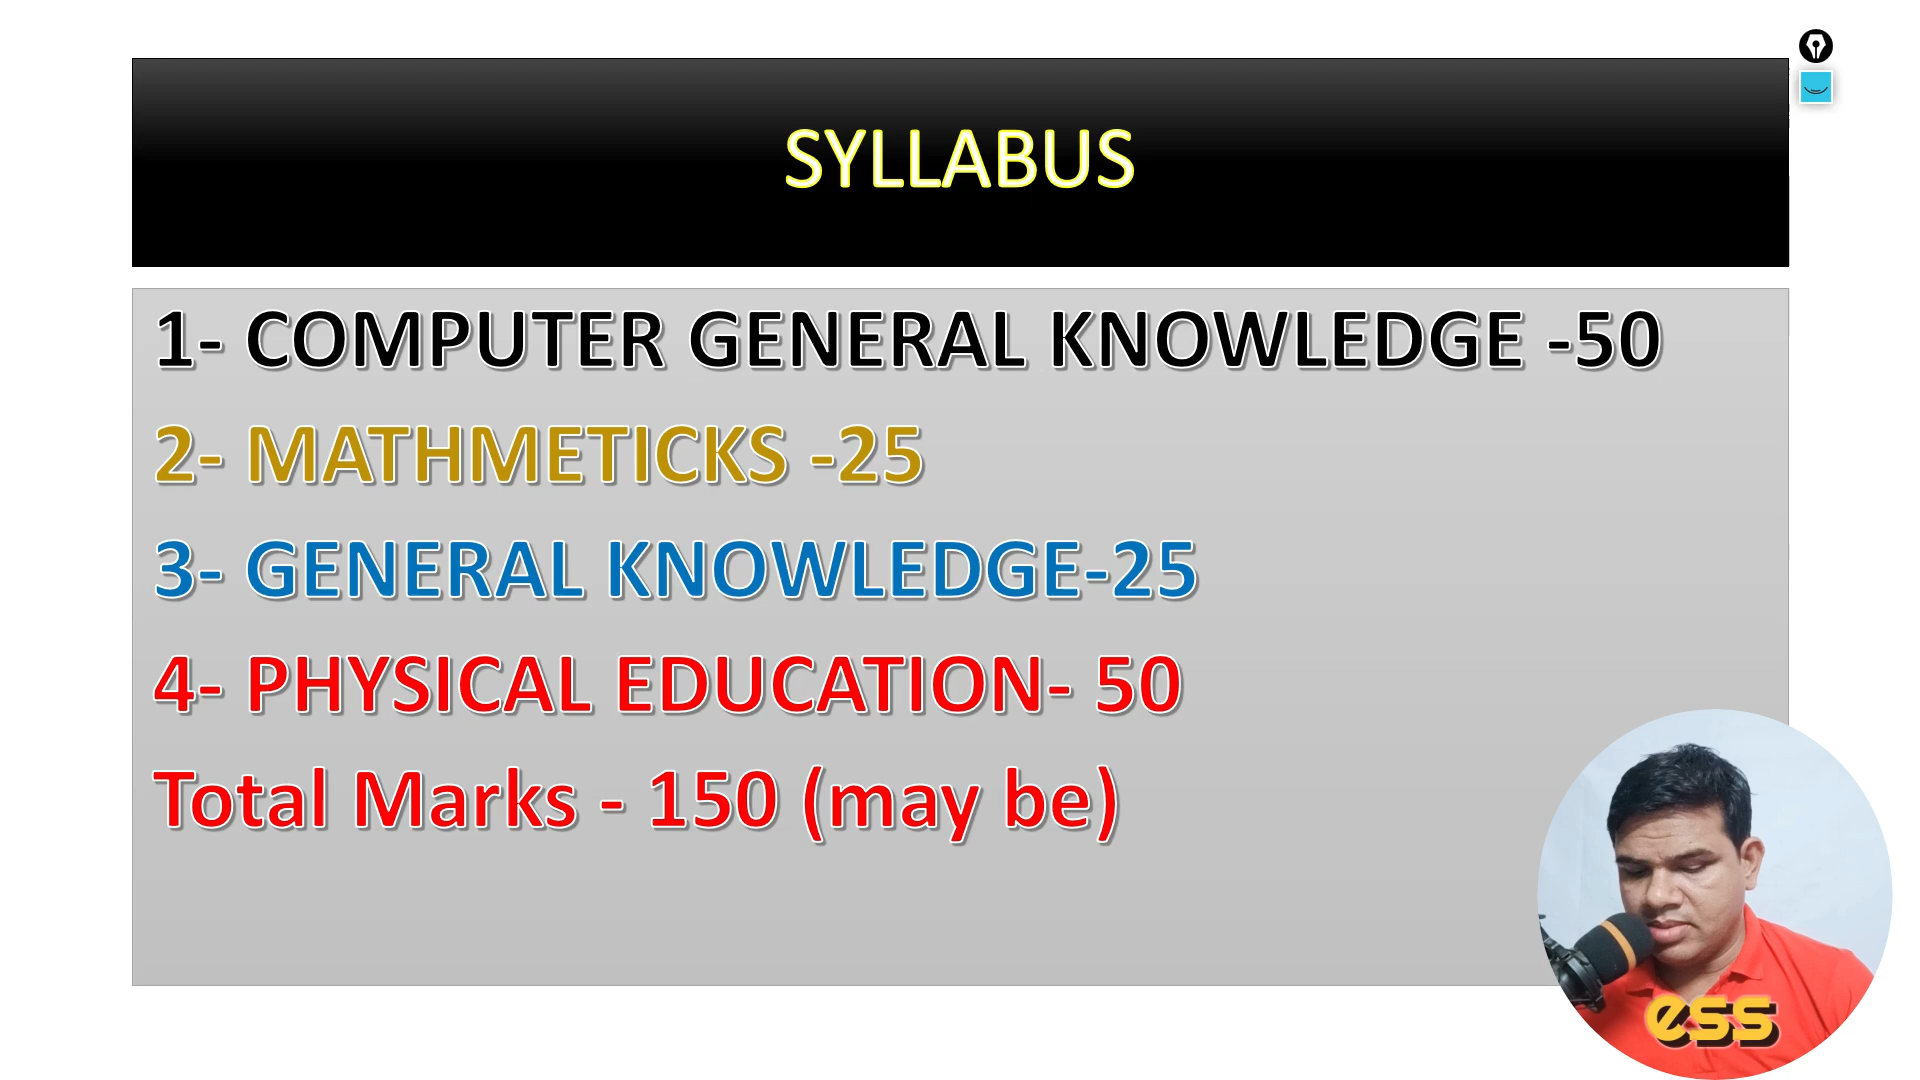 SYLLABUS
1- COMPUTER GENERAL KNOWLEDGE -50
2- MATHMETICKS -25
3- GENERAL KNOWLEDGE-25
4- PHYSICAL EDUCATION- 50
Total Marks - 150 (may be)
ess